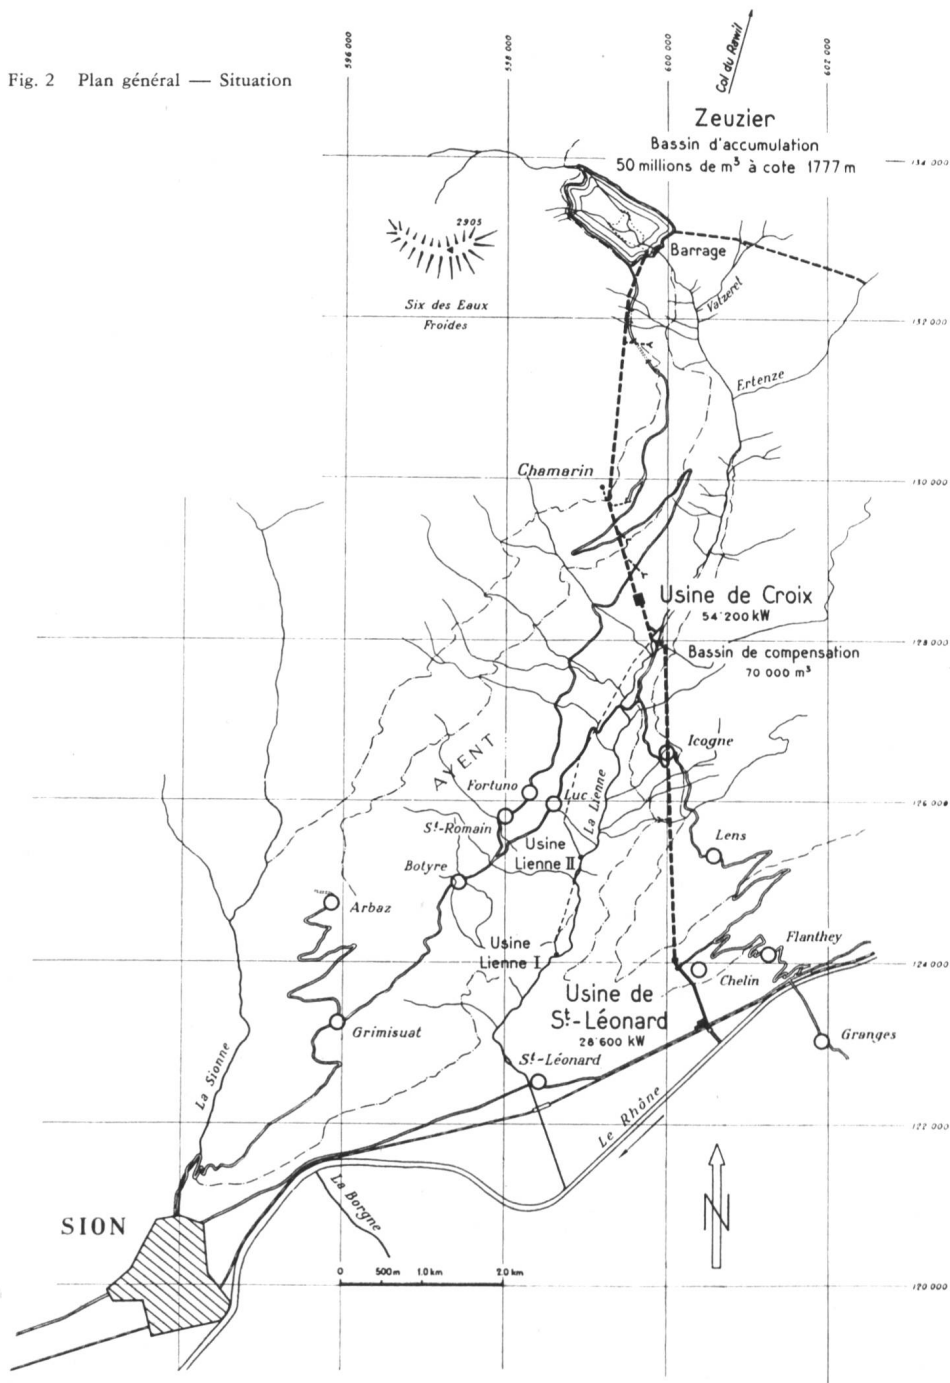 Fig. 2 Plan général — Situation
596 000
598 000
600 000
602 000
Col du Rawil
Zeuzier
Bassin d'accumulation
50 millions de m³ à cote 1777 m
134 000
2905
Barrage
Six des Eaux
Froides
Vatzeret
132 000
Ertenze
Chamarin
130 000
Usine de Croix
54'200 kW
128 000
Bassin de compensation
70 000 m³
AYENT
Icogne
Fortuno
Luc
La Lienne
126 000
St-Romain
Usine
Lienne II
Lens
Botyre
Arbaz
Flanthey
Usine
Lienne I
124 000
Chelin
Usine de
St-Léonard
28'600 kW
Grimisuat
Granges
St-Léonard
La Sionne
Le Rhône
122 000
La Borgne
N
SION
0 500m 1.0 km 2.0 km
120 000